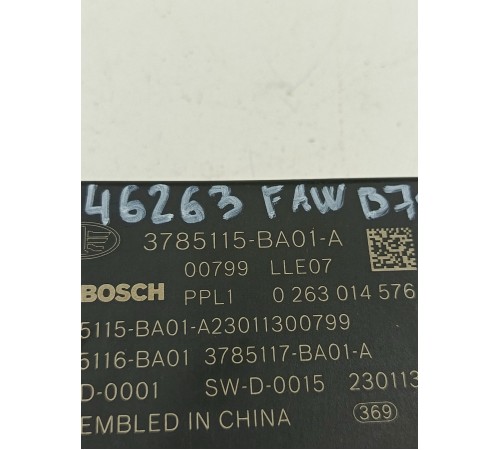 46263 FAW B7
3785115-BA01-A
00799 LLE07
BOSCH PPL1 0 263 014 576
5115-BA01-A23011300799
5116-BA01 3785117-BA01-A
D-0001 SW-D-0015 230113
EMBLED IN CHINA 369